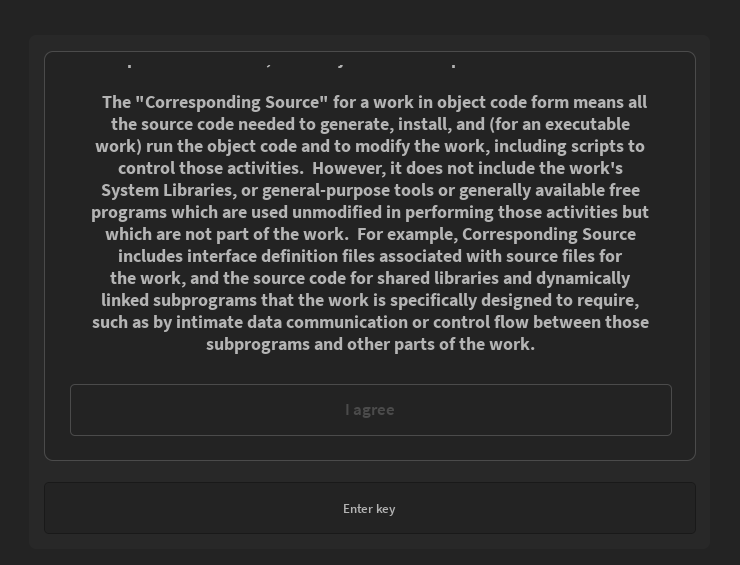 The "Corresponding Source" for a work in object code form means all
the source code needed to generate, install, and (for an executable
work) run the object code and to modify the work, including scripts to
control those activities.  However, it does not include the work's
System Libraries, or general-purpose tools or generally available free
programs which are used unmodified in performing those activities but
which are not part of the work.  For example, Corresponding Source
includes interface definition files associated with source files for
the work, and the source code for shared libraries and dynamically
linked subprograms that the work is specifically designed to require,
such as by intimate data communication or control flow between those
subprograms and other parts of the work.
I agree
Enter key